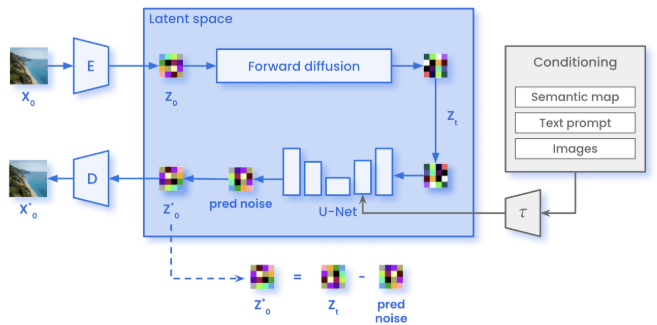 Latent space
E
Forward diffusion
X₀
Z₀
Zₜ
Conditioning
Semantic map
Text prompt
Images
D
pred noise
U-Net
τ
X*₀
Z*₀
Z*₀ = Zₜ - pred noise